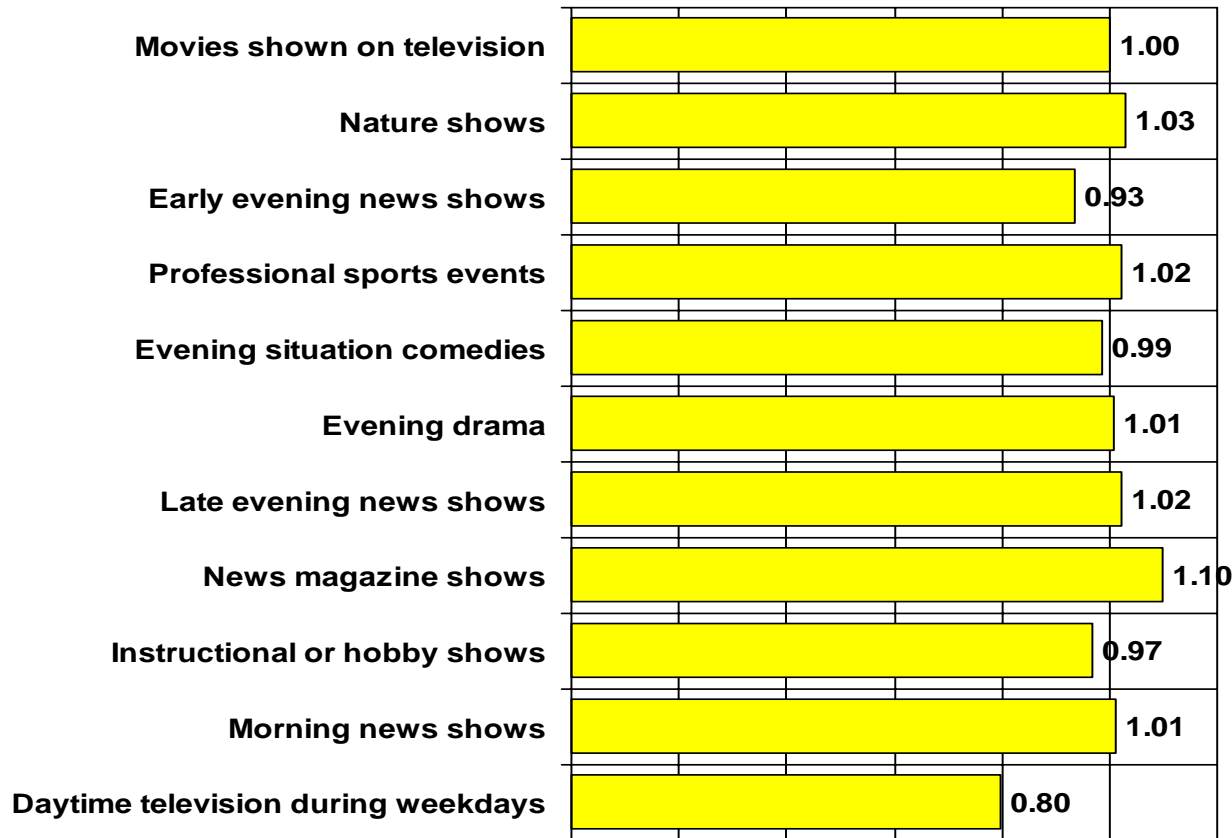 Movies shown on television 1.00
Nature shows 1.03
Early evening news shows 0.93
Professional sports events 1.02
Evening situation comedies 0.99
Evening drama 1.01
Late evening news shows 1.02
News magazine shows 1.10
Instructional or hobby shows 0.97
Morning news shows 1.01
Daytime television during weekdays 0.80